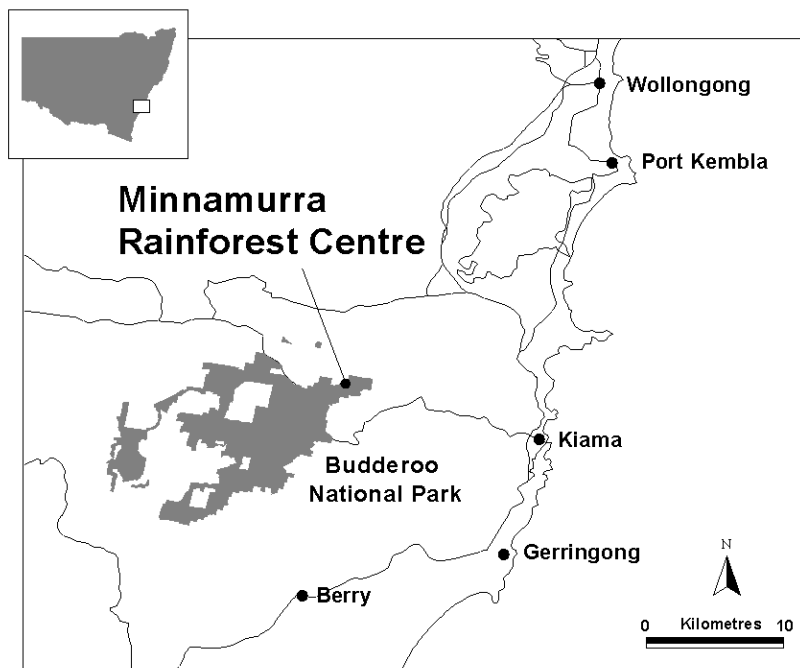 Wollongong
Port Kembla
Minnamurra
Rainforest Centre
Kiama
Budderoo
National Park
Gerringong
Berry
N
0 Kilometres 10